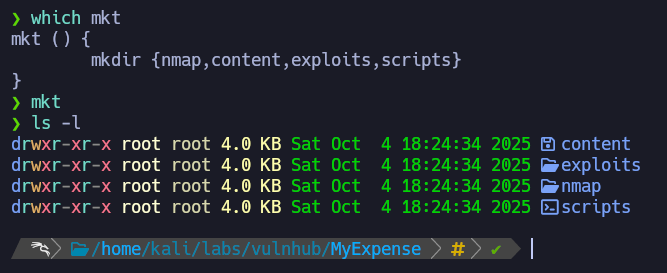 ❯ which mkt
mkt () {
        mkdir {nmap,content,exploits,scripts}
}
❯ mkt
❯ ls -l
drwxr-xr-x root root 4.0 KB Sat Oct  4 18:24:34 2025 content
drwxr-xr-x root root 4.0 KB Sat Oct  4 18:24:34 2025 exploits
drwxr-xr-x root root 4.0 KB Sat Oct  4 18:24:34 2025 nmap
drwxr-xr-x root root 4.0 KB Sat Oct  4 18:24:34 2025 scripts
/home/kali/labs/vulnhub/MyExpense # ✔